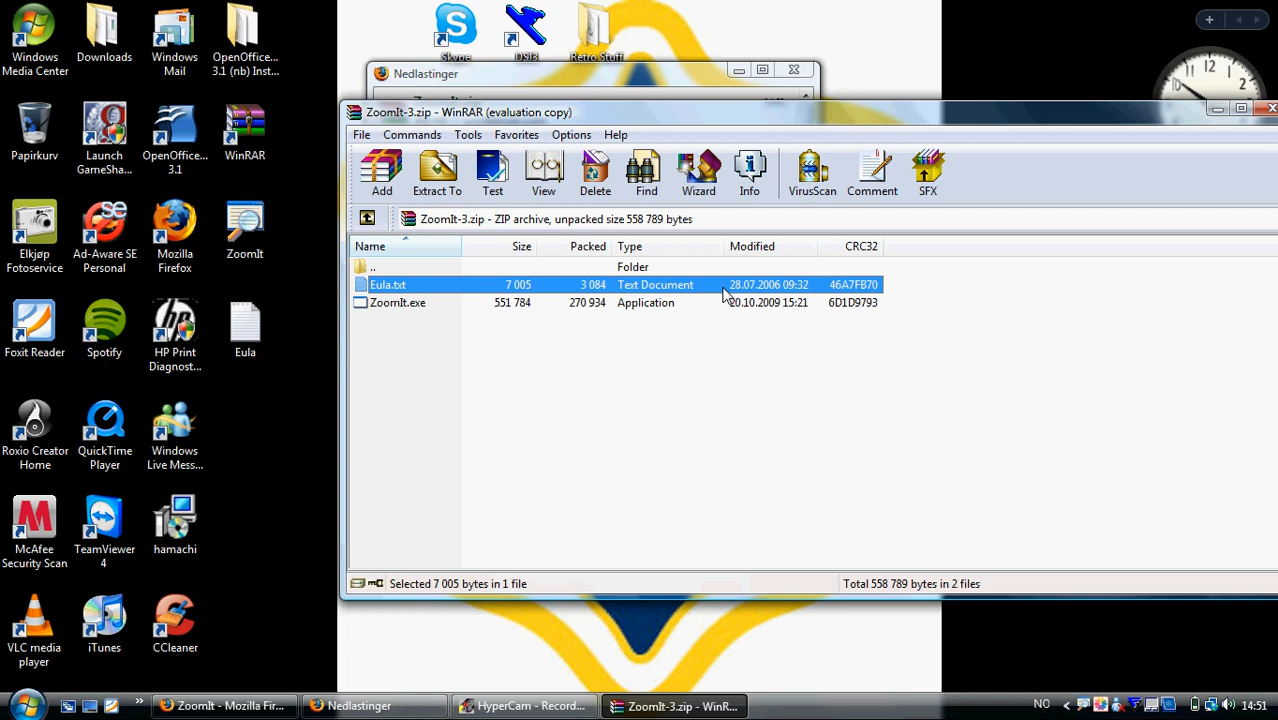 Windows
Media Center
Downloads
Windows
Mail
OpenOffice...
3.1 (nb) Inst...
Skype
DSJ3
Retro Stuff
Papirkurv
Launch
GameSha...
OpenOffice...
3.1
WinRAR
Elkjøp
Fotoservice
Ad-Aware SE
Personal
Mozilla
Firefox
ZoomIt
Foxit Reader
Spotify
HP Print
Diagnost...
Eula
Roxio Creator
Home
QuickTime
Player
Windows
Live Mess...
McAfee
Security Scan
TeamViewer
4
hamachi
VLC media
player
iTunes
CCleaner
Nedlastinger
ZoomIt-3.zip - WinRAR (evaluation copy)
File Commands Tools Favorites Options Help
Add Extract To Test View Delete Find Wizard Info VirusScan Comment SFX
ZoomIt-3.zip - ZIP archive, unpacked size 558 789 bytes
Name Size Packed Type Modified CRC32
.. Folder
Eula.txt 7 005 3 084 Text Document 28.07.2006 09:32 46A7FB70
ZoomIt.exe 551 784 270 934 Application 20.10.2009 15:21 6D1D9793
Selected 7 005 bytes in 1 file Total 558 789 bytes in 2 files
ZoomIt - Mozilla Fir... Nedlastinger HyperCam - Record... ZoomIt-3.zip - WinR... NO 14:51